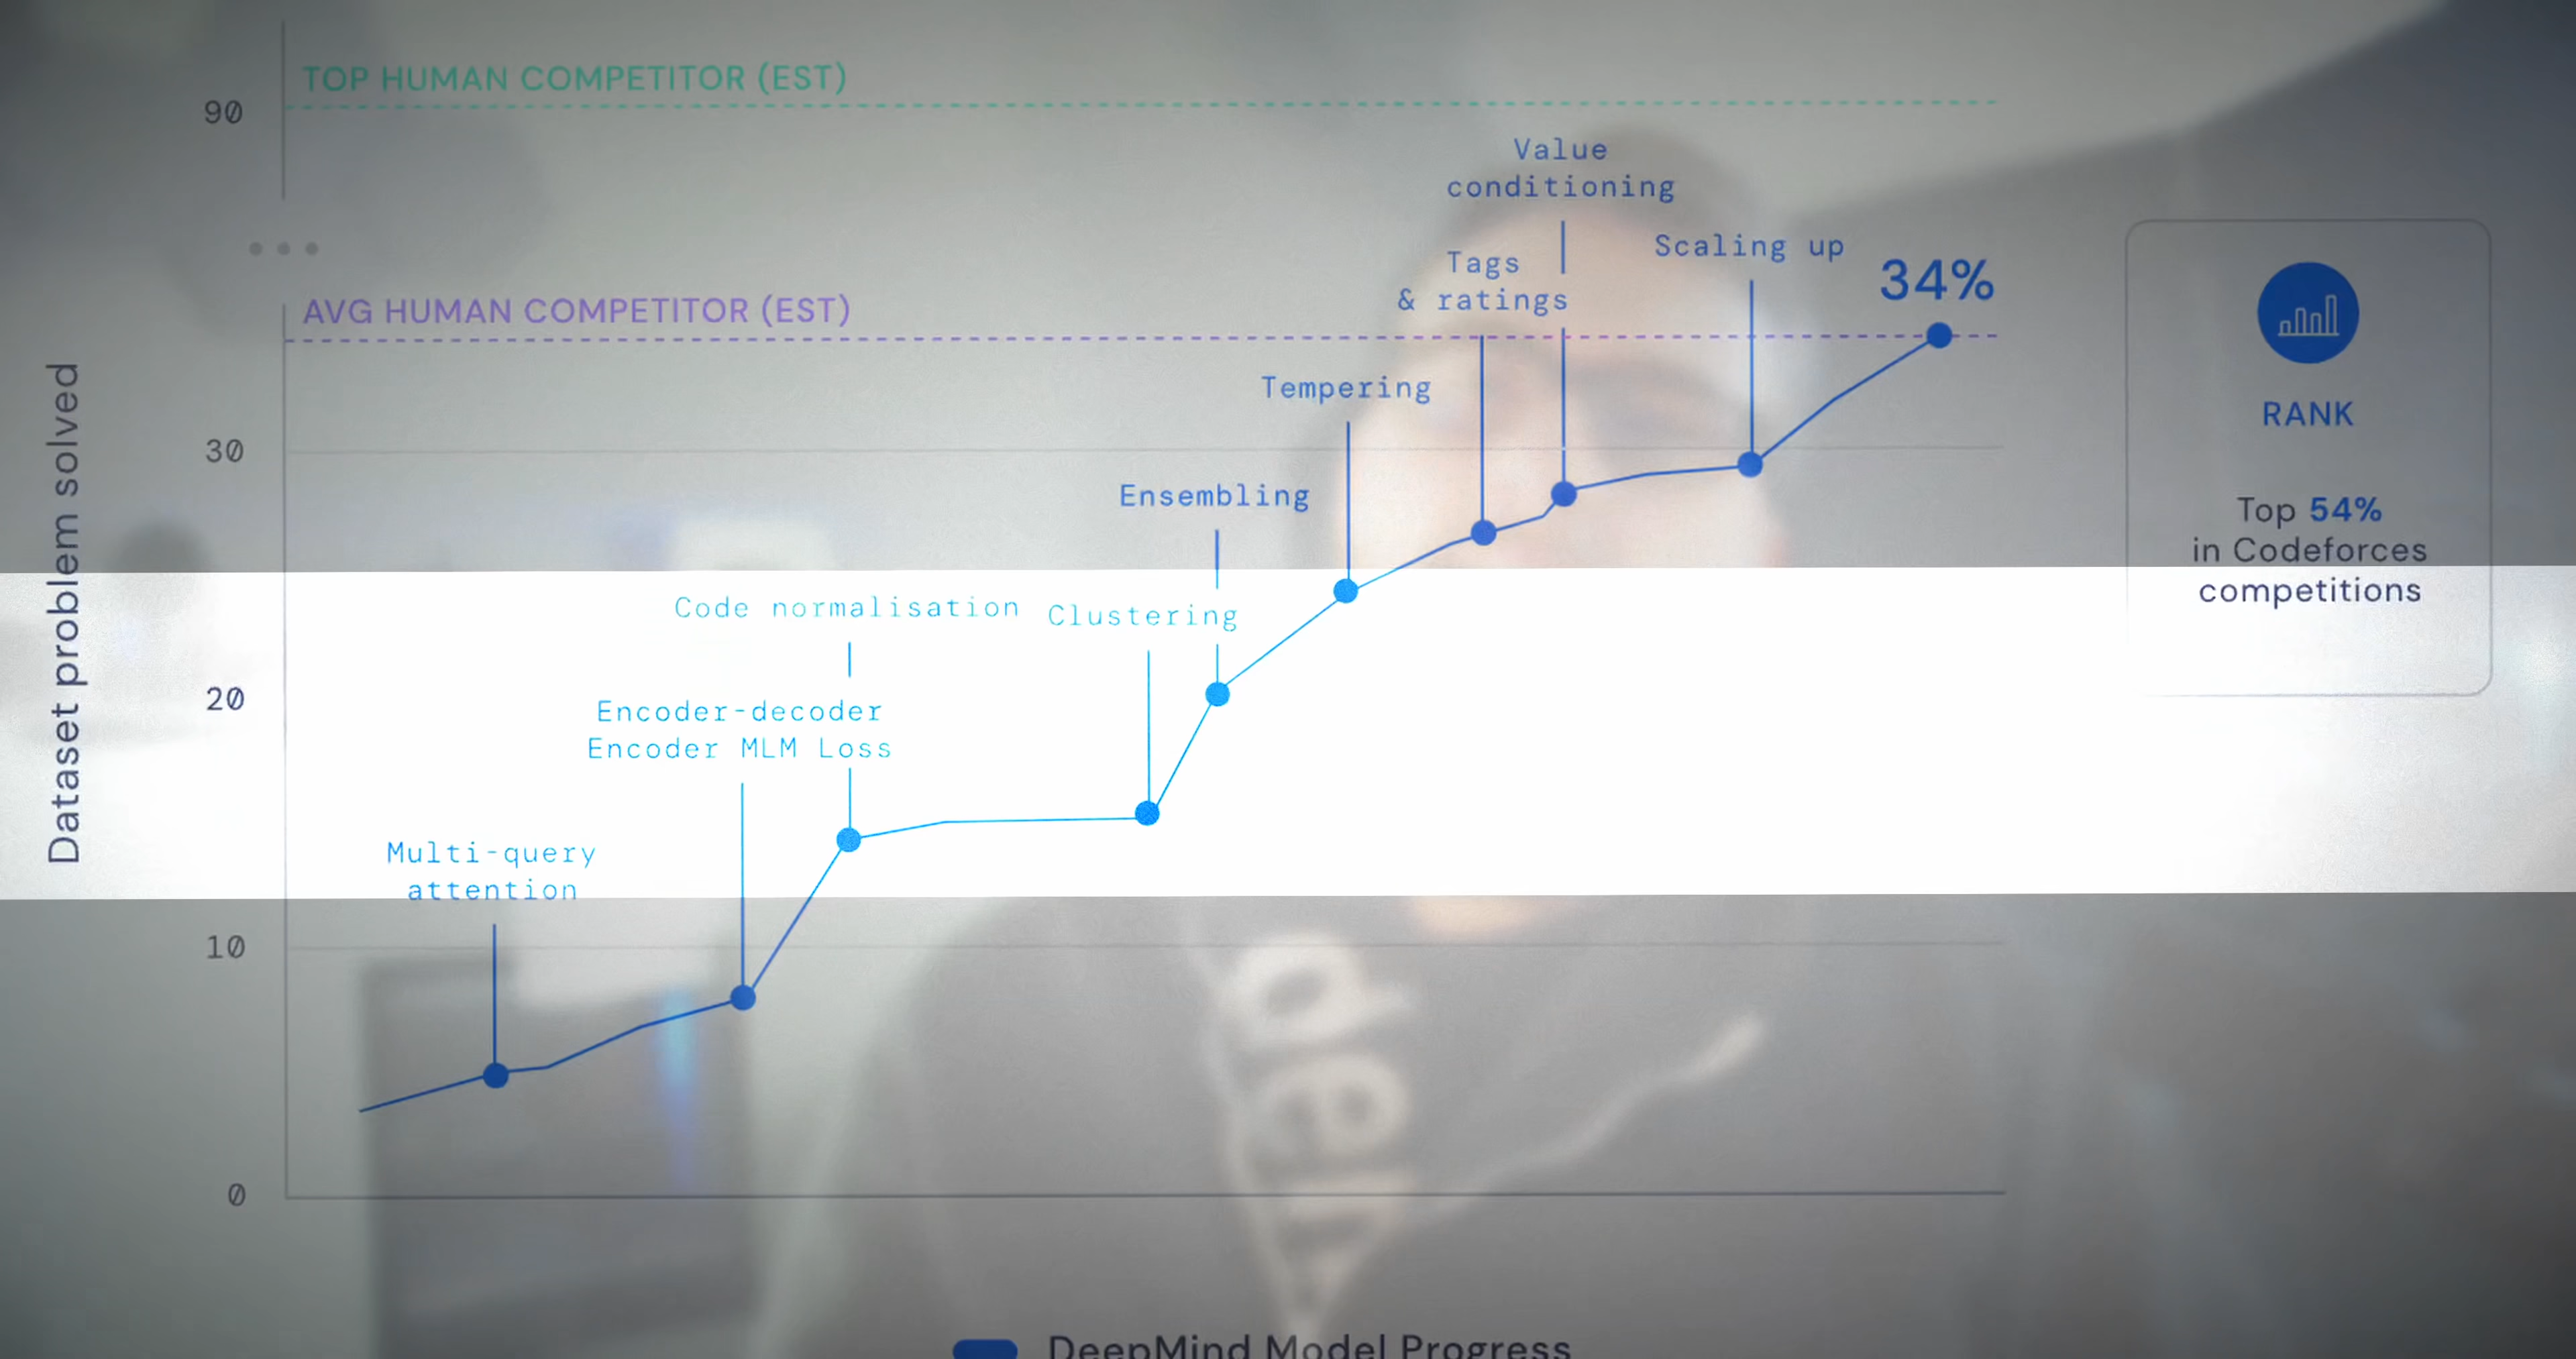 TOP HUMAN COMPETITOR (EST)
90
Value
conditioning
Tags
& ratings
Scaling up
34%
AVG HUMAN COMPETITOR (EST)
Tempering
RANK
30
Ensembling
Top 54%
in Codeforces
competitions
Dataset problem solved
Code normalisation
Clustering
20
Encoder-decoder
Encoder MLM Loss
Multi-query
attention
10
0
DeepMind Model Progress